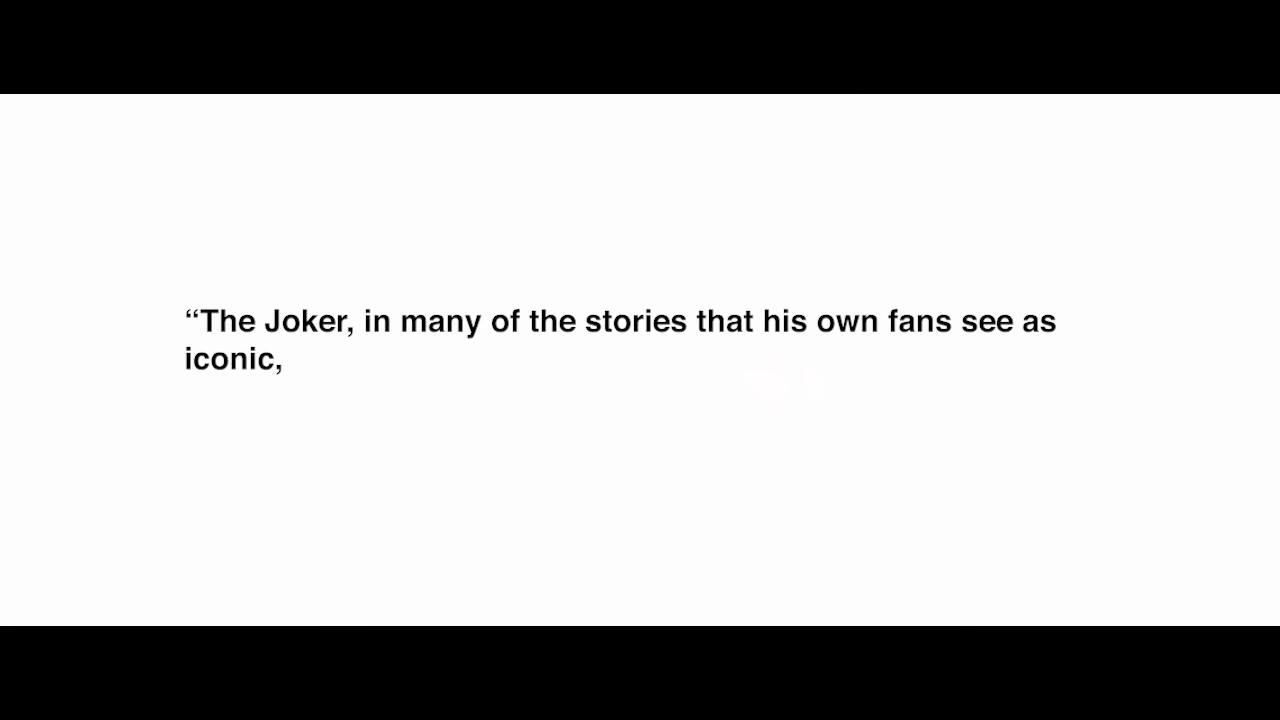 “The Joker, in many of the stories that his own fans see as
iconic,